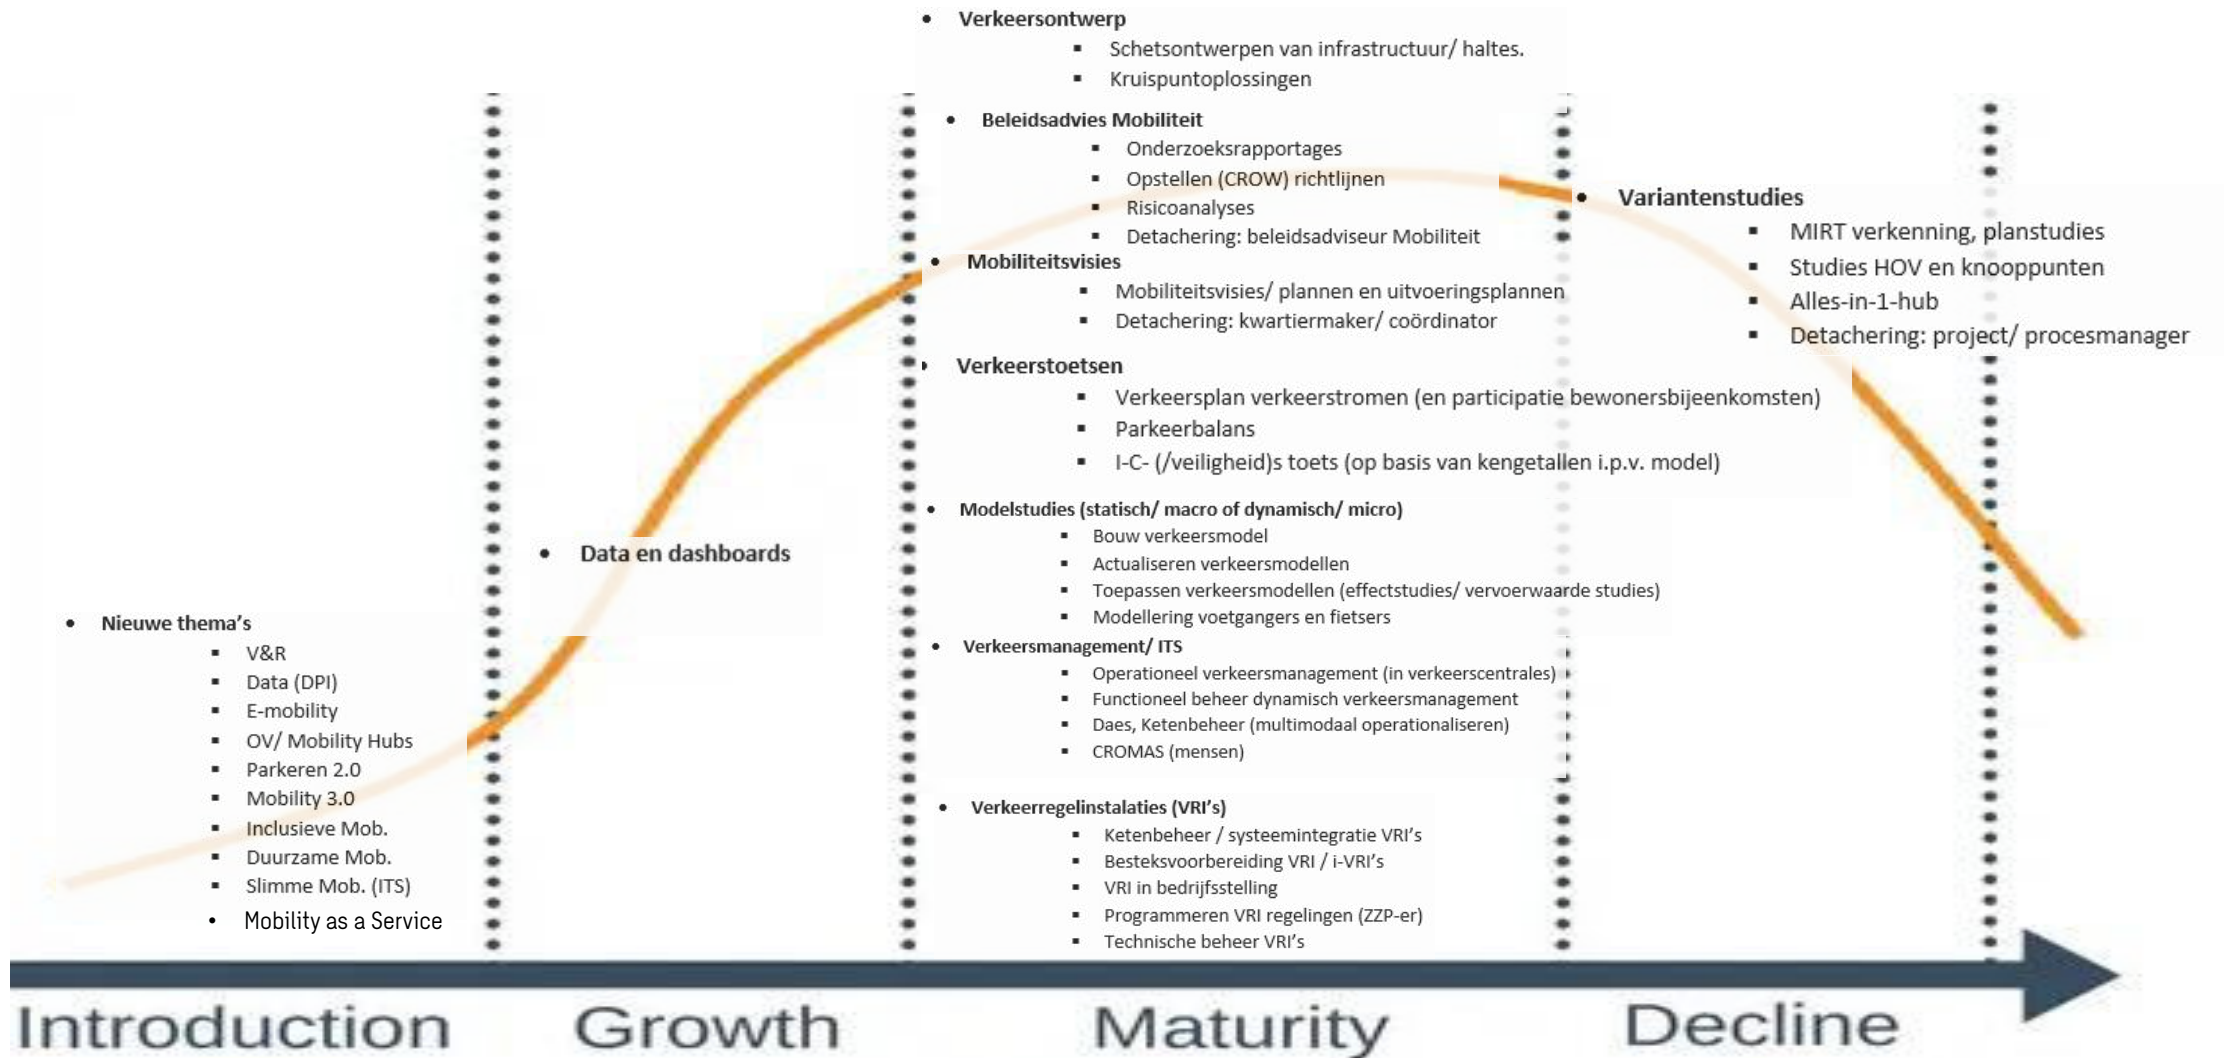 • Verkeersontwerp
▪ Schetsontwerpen van infrastructuur/ haltes.
▪ Kruispuntoplossingen
• Beleidsadvies Mobiliteit
▪ Onderzoeksrapportages
▪ Opstellen (CROW) richtlijnen
▪ Risicoanalyses
▪ Detachering: beleidsadviseur Mobiliteit
• Mobiliteitsvisies
▪ Mobiliteitsvisies/ plannen en uitvoeringsplannen
▪ Detachering: kwartiermaker/ coördinator
• Verkeerstoetsen
▪ Verkeersplan verkeerstromen (en participatie bewonersbijeenkomsten)
▪ Parkeerbalans
▪ I-C- (/veiligheid)s toets (op basis van kengetallen i.p.v. model)
• Modelstudies (statisch/ macro of dynamisch/ micro)
▪ Bouw verkeersmodel
▪ Actualiseren verkeersmodellen
▪ Toepassen verkeersmodellen (effectstudies/ vervoerwaarde studies)
▪ Modellering voetgangers en fietsers
• Verkeersmanagement/ ITS
▪ Operationeel verkeersmanagement (in verkeerscentrales)
▪ Functioneel beheer dynamisch verkeersmanagement
▪ Daes, Ketenbeheer (multimodaal operationaliseren)
▪ CROMAS (mensen)
• Verkeerregelinstalaties (VRI's)
▪ Ketenbeheer / systeemintegratie VRI's
▪ Besteksvoorbereiding VRI / i-VRI's
▪ VRI in bedrijfsstelling
▪ Programmeren VRI regelingen (ZZP-er)
▪ Technische beheer VRI's
• Variantenstudies
▪ MIRT verkenning, planstudies
▪ Studies HOV en knooppunten
▪ Alles-in-1-hub
▪ Detachering: project/ procesmanager
• Data en dashboards
• Nieuwe thema's
▪ V&R
▪ Data (DPI)
▪ E-mobility
▪ OV/ Mobility Hubs
▪ Parkeren 2.0
▪ Mobility 3.0
▪ Inclusieve Mob.
▪ Duurzame Mob.
▪ Slimme Mob. (ITS)
• Mobility as a Service
Introduction
Growth
Maturity
Decline